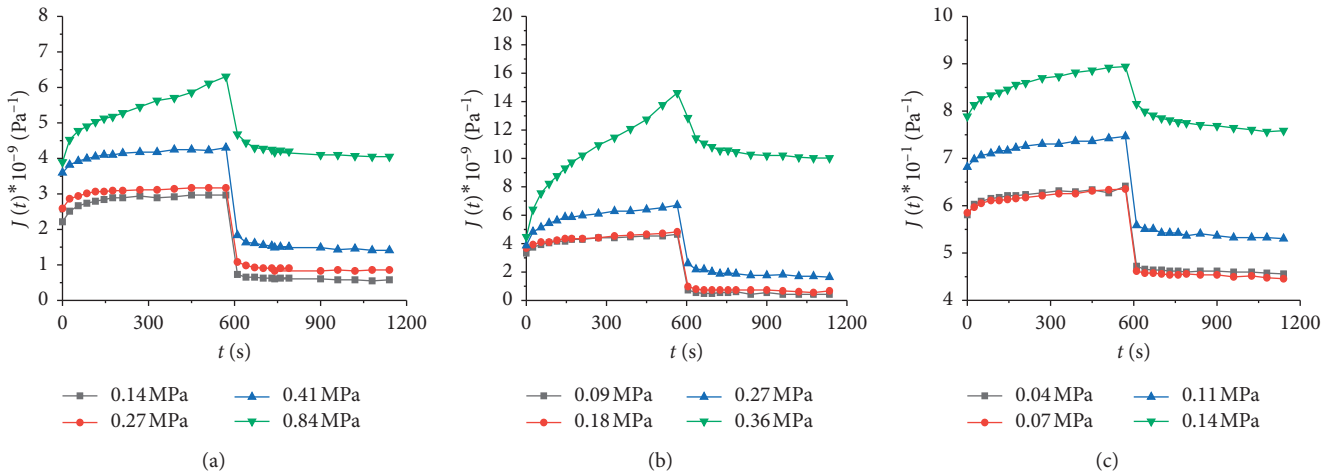 8
7
6
5
4
3
2
1
0
J (t)* 10⁻⁹ (Pa⁻¹)
0 300 600 900 1200
t (s)
0.14 MPa 0.41 MPa
0.27 MPa 0.84 MPa
(a)
20
18
16
14
12
10
8
6
4
2
0
J (t)* 10⁻⁹ (Pa⁻¹)
0 300 600 900 1200
t (s)
0.09 MPa 0.27 MPa
0.18 MPa 0.36 MPa
(b)
10
9
8
7
6
5
4
J (t)* 10⁻¹ (Pa⁻¹)
0 300 600 900 1200
t (s)
0.04 MPa 0.11 MPa
0.07 MPa 0.14 MPa
(c)